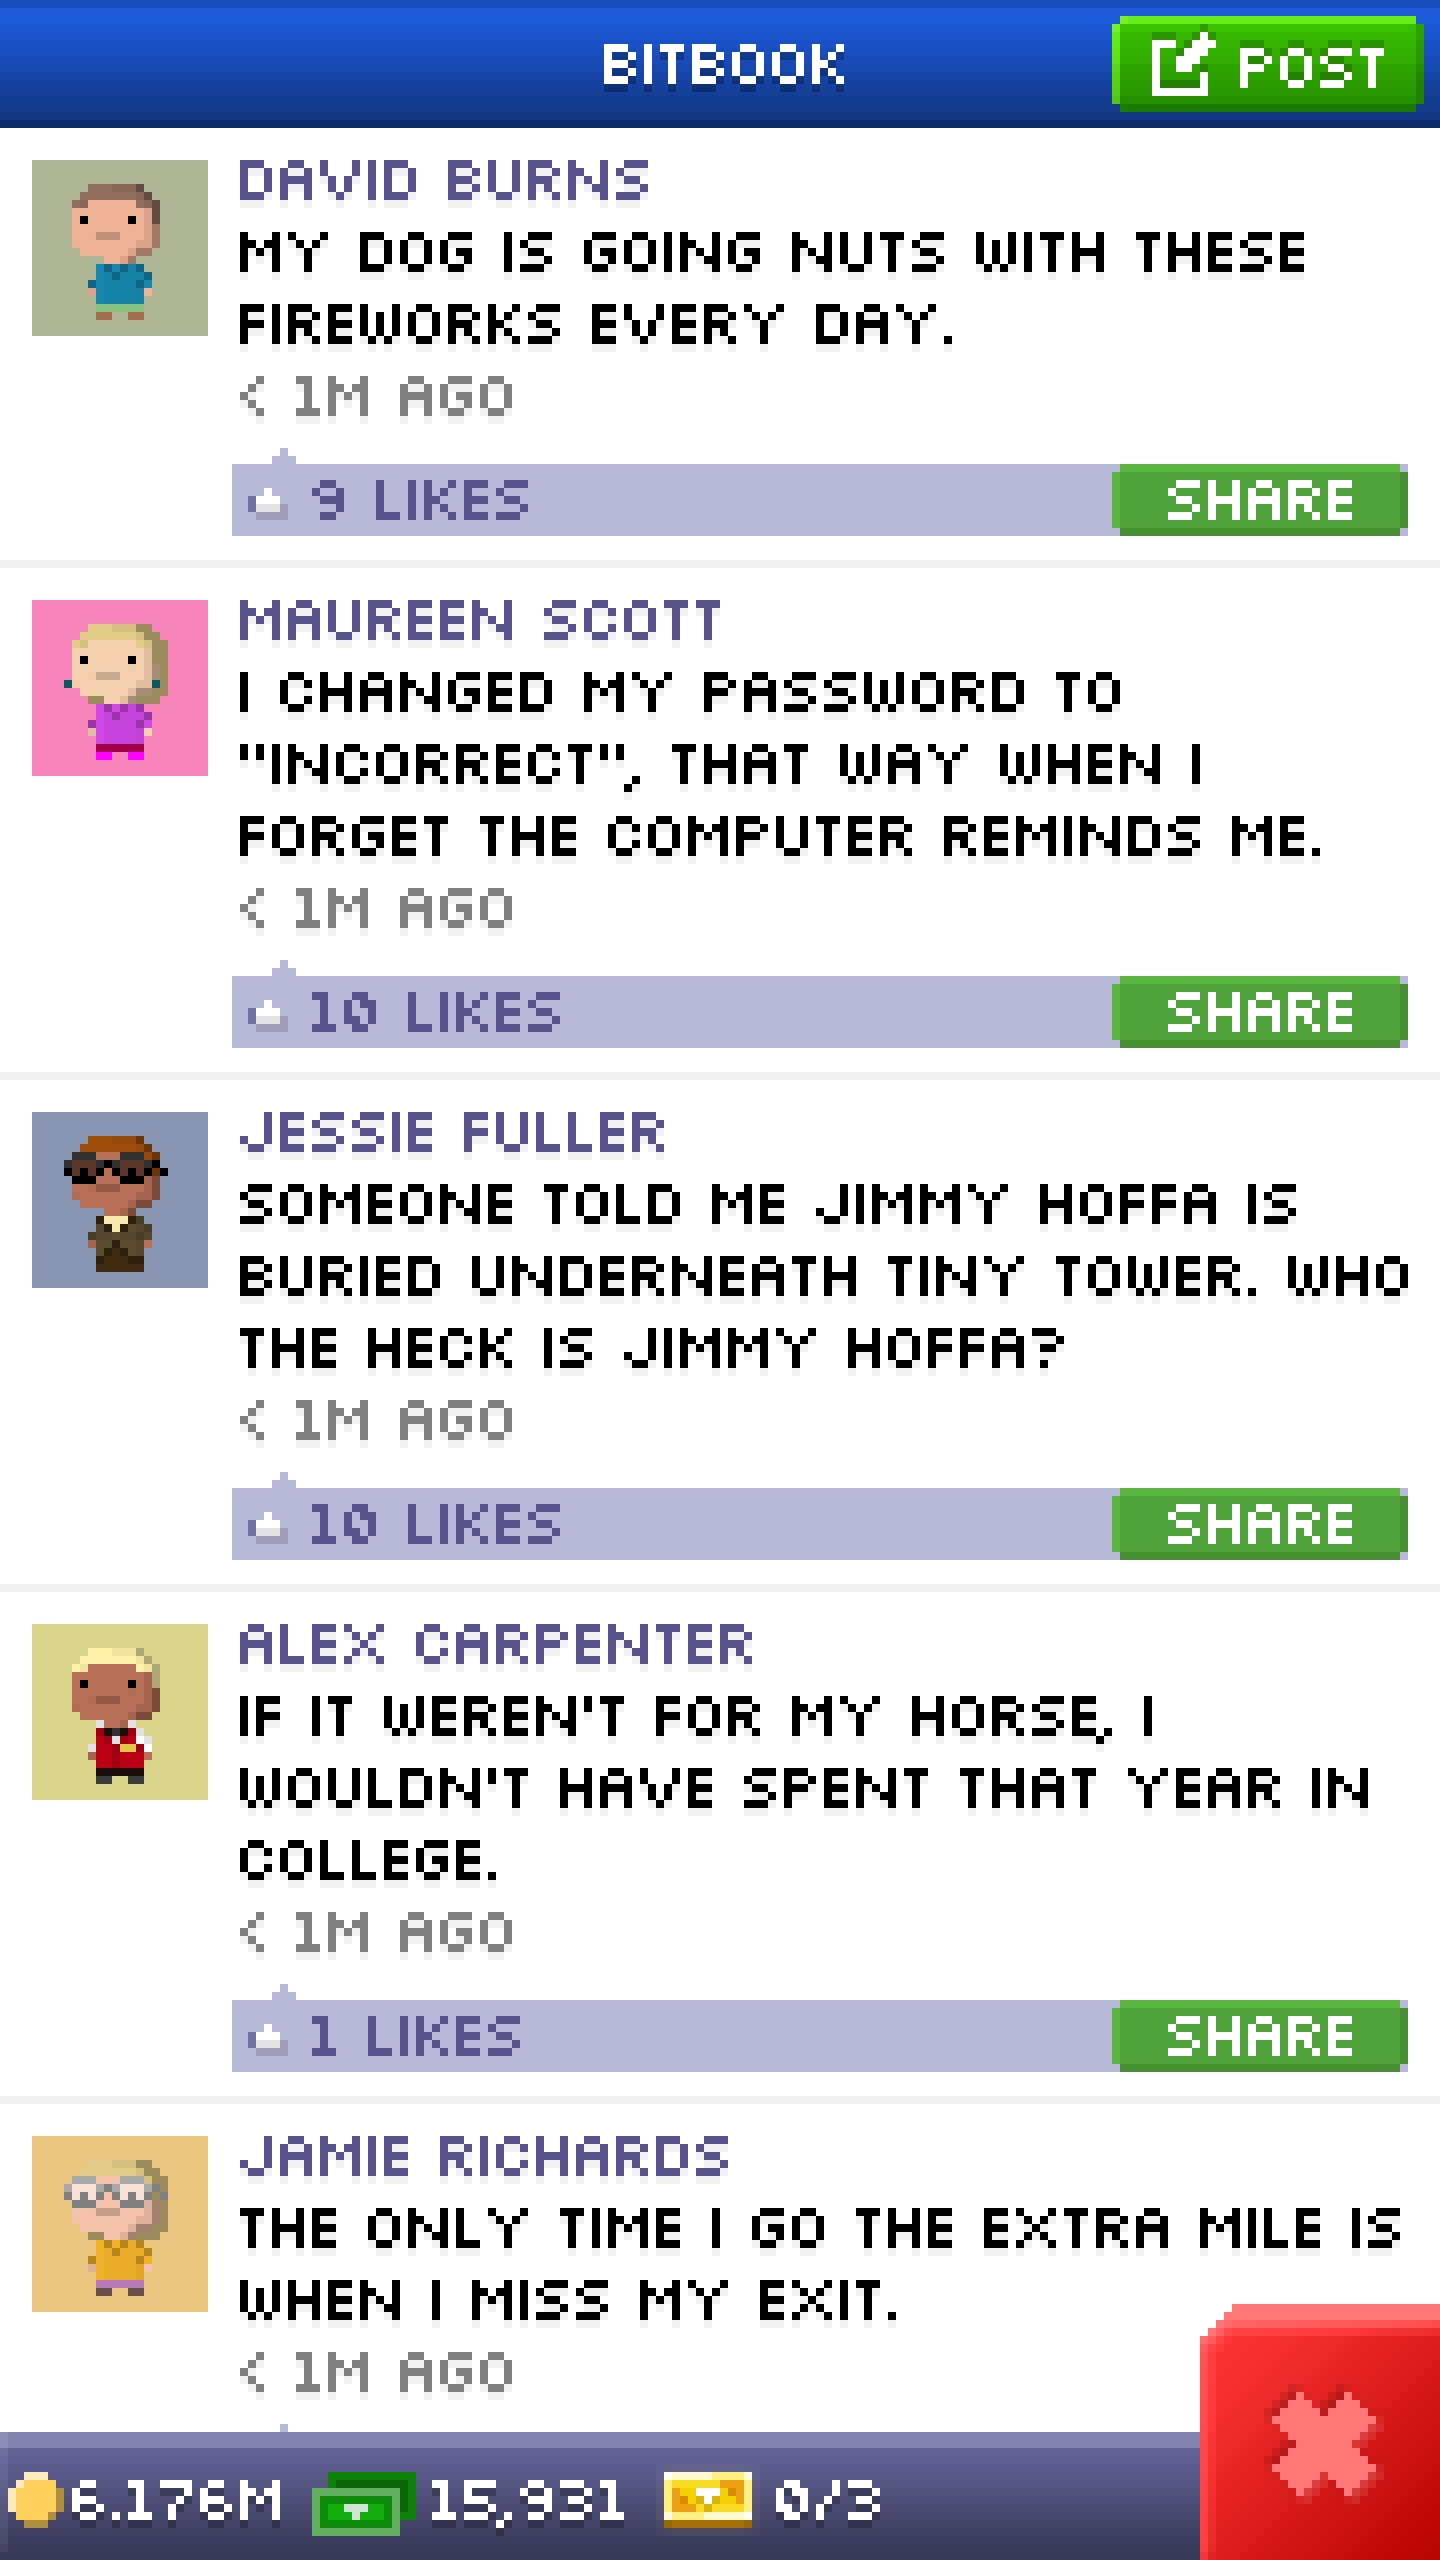 BITBOOK
POST
DAVID BURNS
MY DOG IS GOING NUTS WITH THESE
FIREWORKS EVERY DAY.
< 1M AGO
9 LIKES
SHARE
MAUREEN SCOTT
I CHANGED MY PASSWORD TO
"INCORRECT", THAT WAY WHEN I
FORGET THE COMPUTER REMINDS ME.
< 1M AGO
10 LIKES
SHARE
JESSIE FULLER
SOMEONE TOLD ME JIMMY HOFFA IS
BURIED UNDERNEATH TINY TOWER. WHO
THE HECK IS JIMMY HOFFA?
< 1M AGO
10 LIKES
SHARE
ALEX CARPENTER
IF IT WEREN'T FOR MY HORSE, I
WOULDN'T HAVE SPENT THAT YEAR IN
COLLEGE.
< 1M AGO
1 LIKES
SHARE
JAMIE RICHARDS
THE ONLY TIME I GO THE EXTRA MILE IS
WHEN I MISS MY EXIT.
< 1M AGO
6.176M 15,931 0/3